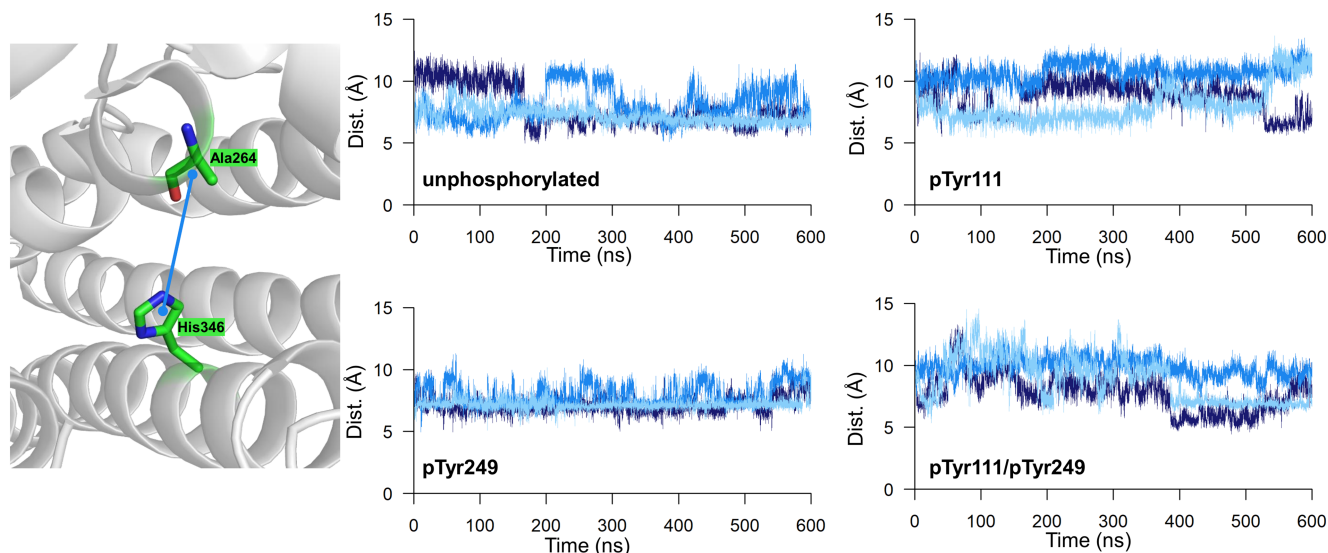 Ala264
His346
15
10
5
0
Dist. (Å)
unphosphorylated
0 100 200 300 400 500 600
Time (ns)
15
10
5
0
Dist. (Å)
pTyr111
0 100 200 300 400 500 600
Time (ns)
15
10
5
0
Dist. (Å)
pTyr249
0 100 200 300 400 500 600
Time (ns)
15
10
5
0
Dist. (Å)
pTyr111/pTyr249
0 100 200 300 400 500 600
Time (ns)